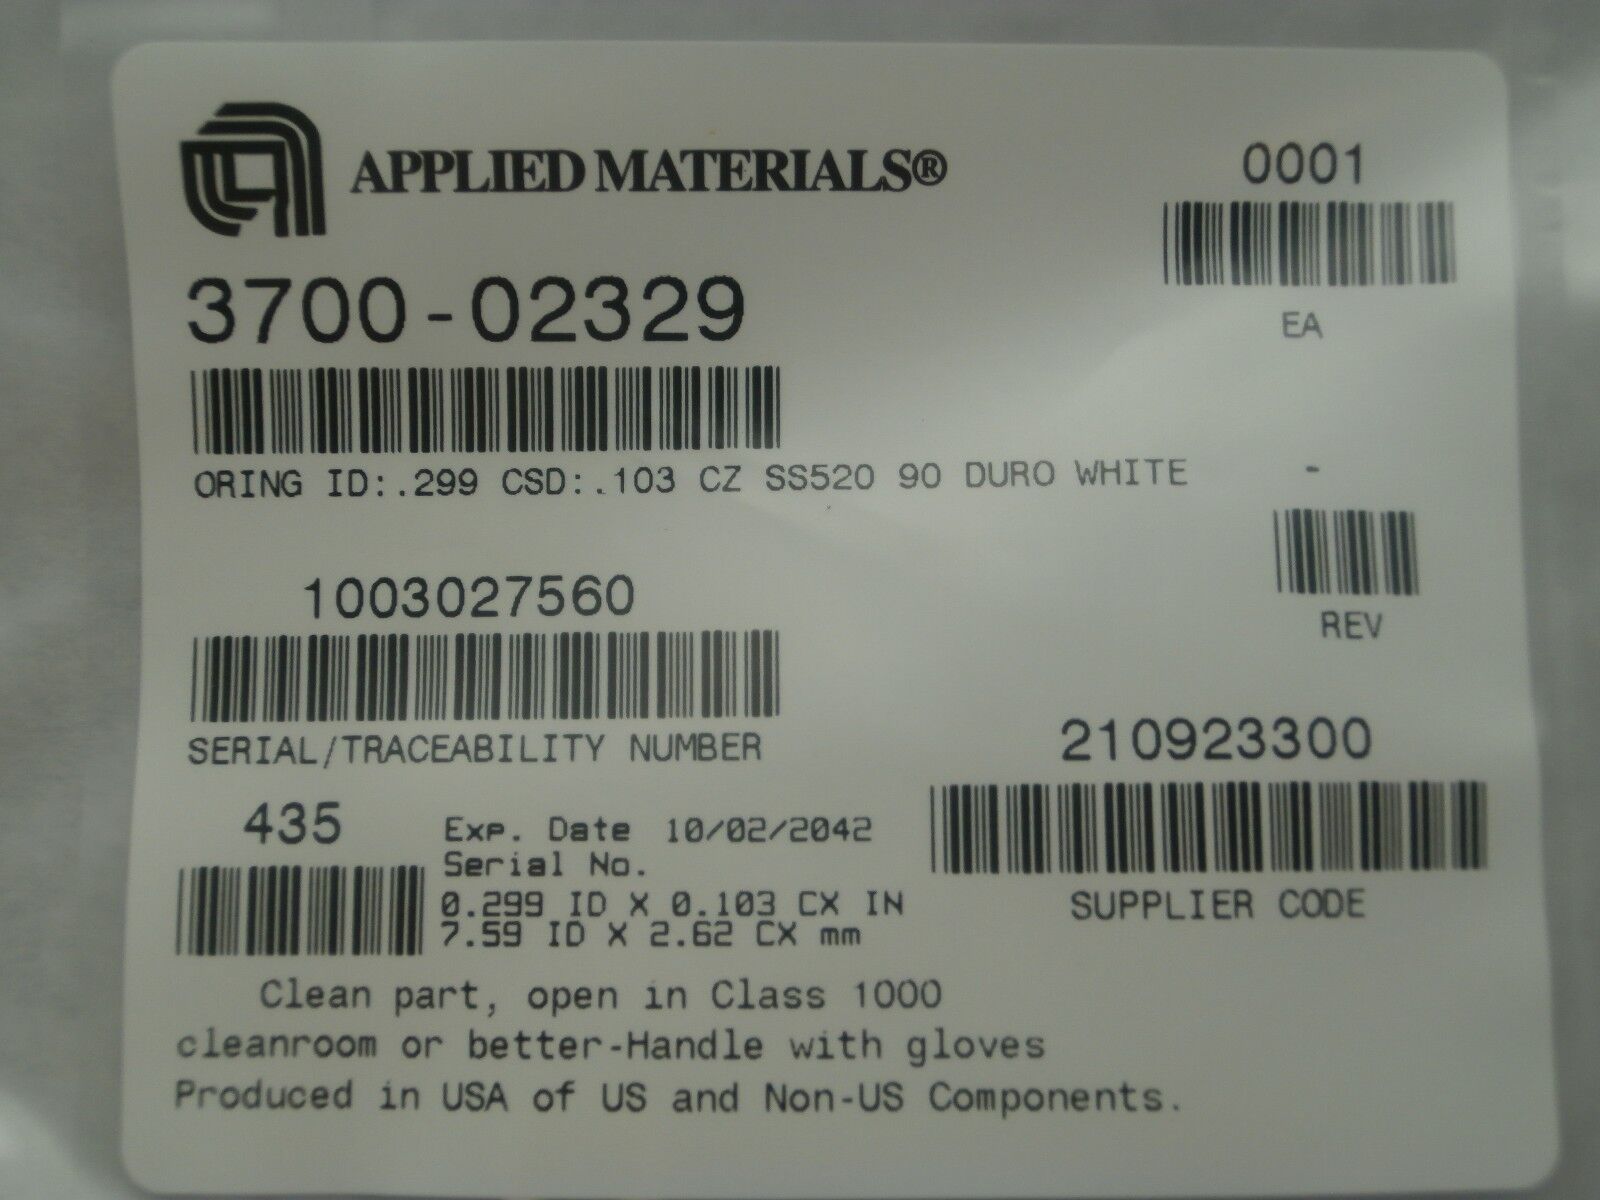 APPLIED MATERIALS®
0001
EA
3700-02329
ORING ID:.299 CSD:.103 CZ SS520 90 DURO WHITE
-
REV
1003027560
SERIAL/TRACEABILITY NUMBER
210923300
SUPPLIER CODE
435
Exp. Date 10/02/2042
Serial No.
0.299 ID X 0.103 CX IN
7.59 ID X 2.62 CX mm
Clean part, open in Class 1000
cleanroom or better-Handle with gloves
Produced in USA of US and Non-US Components.